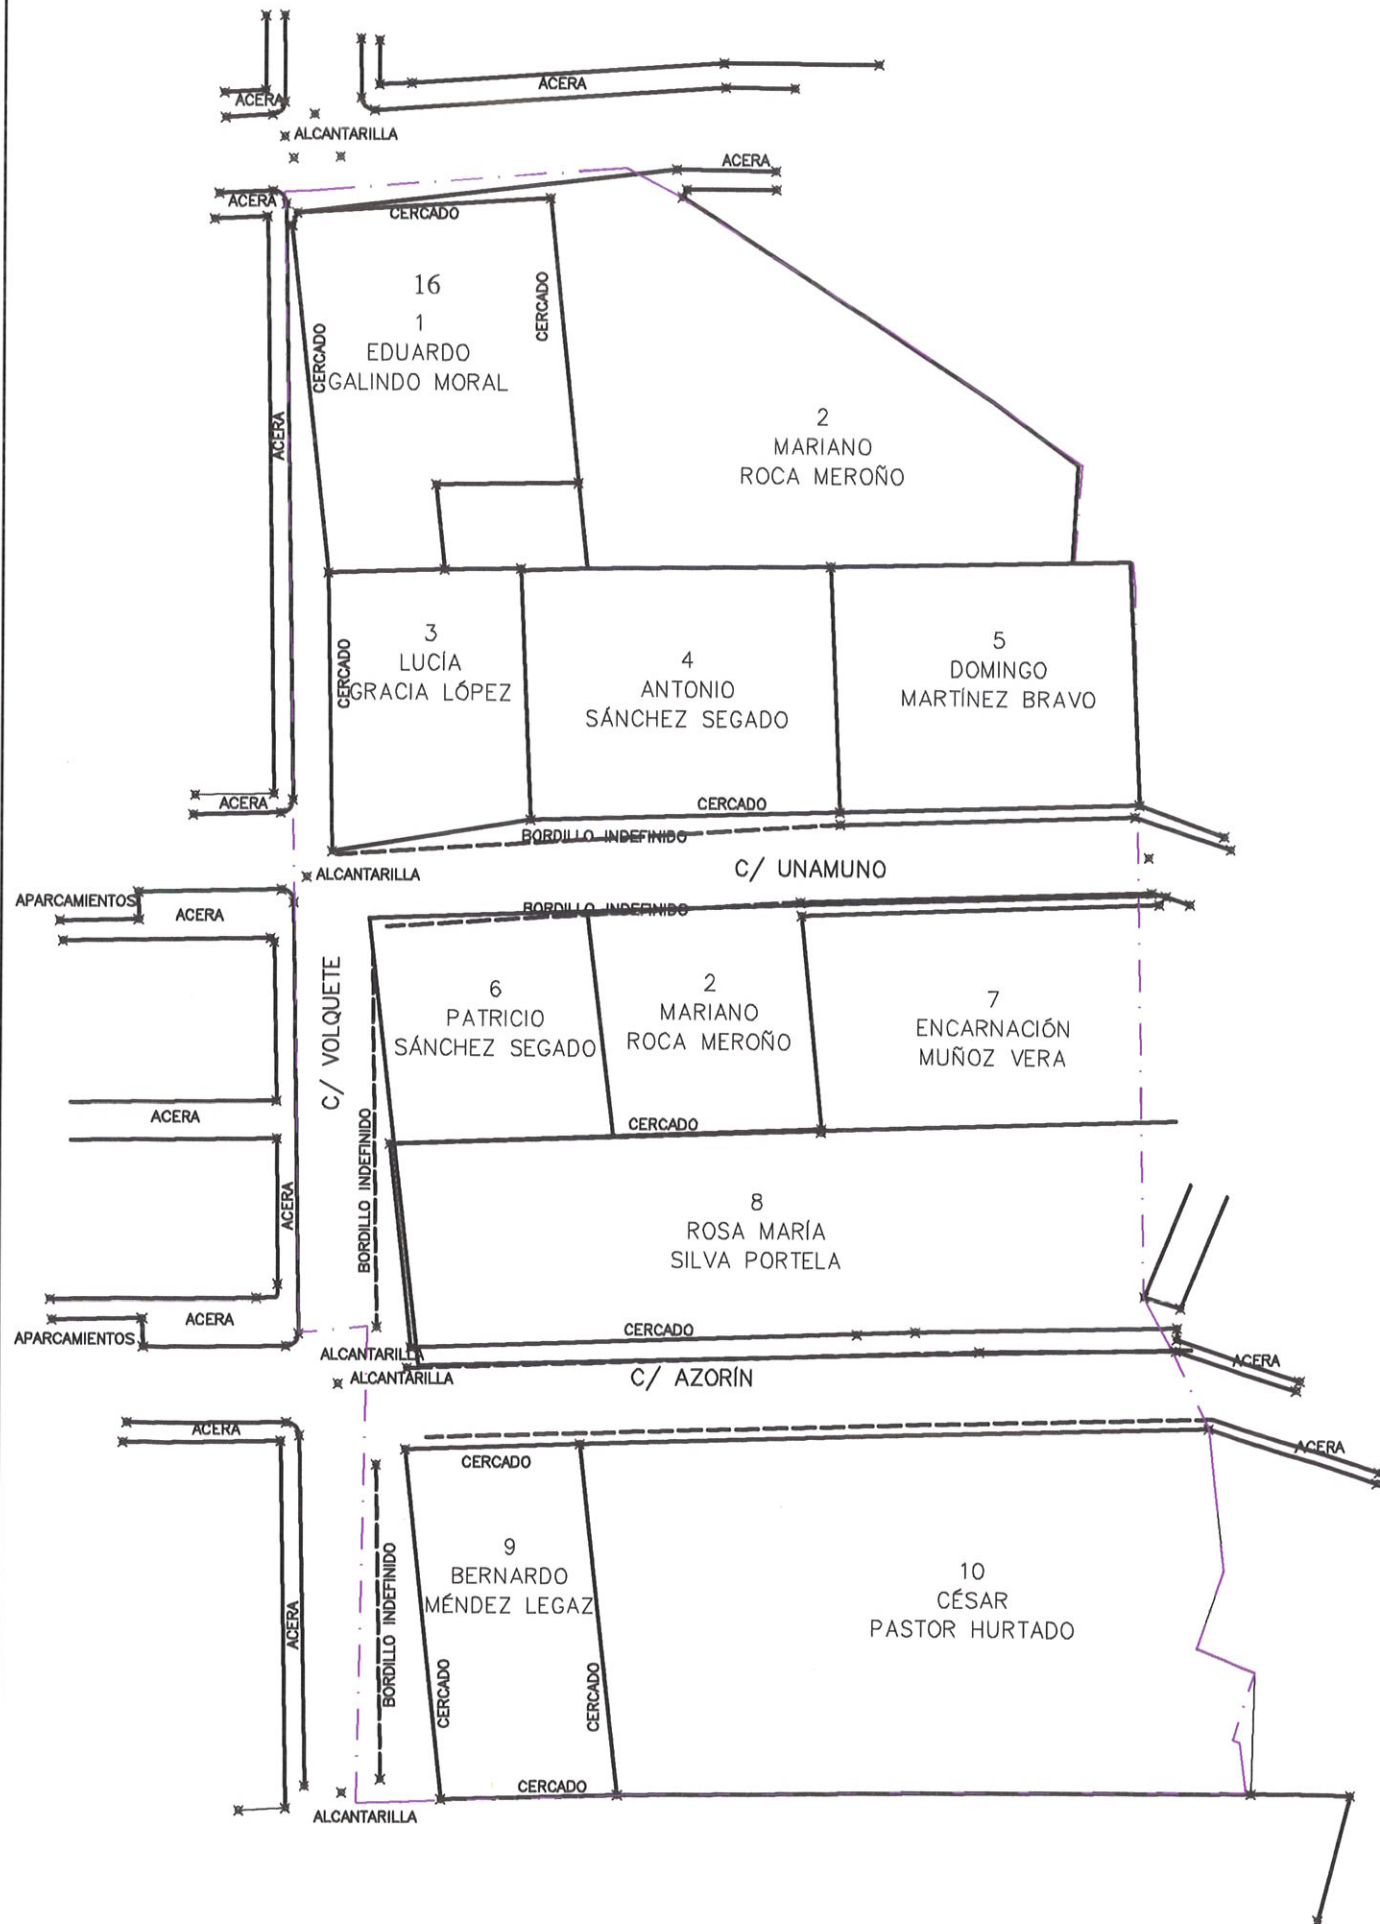 ACERA
ACERA
ALCANTARILLA
ACERA
ACERA
CERCADO
16
1
EDUARDO
GALINDO MORAL
CERCADO
CERCADO
ACERA
2
MARIANO
ROCA MEROÑO
3
LUCÍA
GRACIA LÓPEZ
CERCADO
4
ANTONIO
SÁNCHEZ SEGADO
5
DOMINGO
MARTÍNEZ BRAVO
ACERA
CERCADO
BORDILLO INDEFINIDO
C/ UNAMUNO
ALCANTARILLA
APARCAMIENTOS
ACERA
BORDILLO INDEFINIDO
C/ VOLQUETE
6
PATRICIO
SÁNCHEZ SEGADO
2
MARIANO
ROCA MEROÑO
7
ENCARNACIÓN
MUÑOZ VERA
ACERA
CERCADO
BORDILLO INDEFINIDO
ACERA
8
ROSA MARÍA
SILVA PORTELA
ACERA
APARCAMIENTOS
CERCADO
ALCANTARILLA
ALCANTARILLA
C/ AZORÍN
ACERA
ACERA
ACERA
CERCADO
9
BERNARDO
MÉNDEZ LEGAZ
10
CÉSAR
PASTOR HURTADO
ACERA
BORDILLO INDEFINIDO
CERCADO
CERCADO
CERCADO
ALCANTARILLA